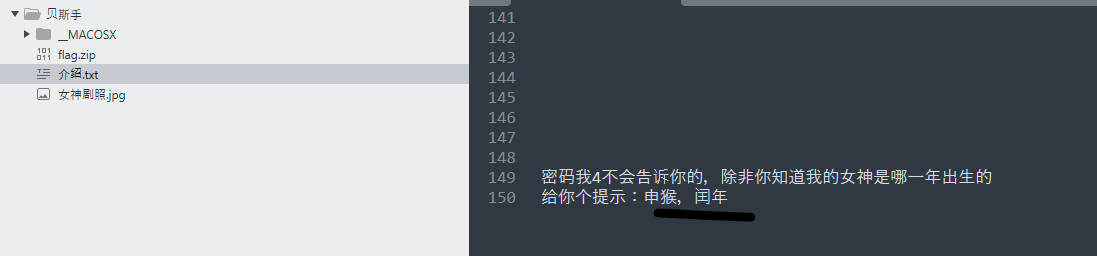 贝斯手
__MACOSX
flag.zip
介绍.txt
女神剧照.jpg
141
142
143
144
145
146
147
148
149 密码我4不会告诉你的, 除非你知道我的女神是哪一年出生的
150 给你个提示：申猴, 闰年